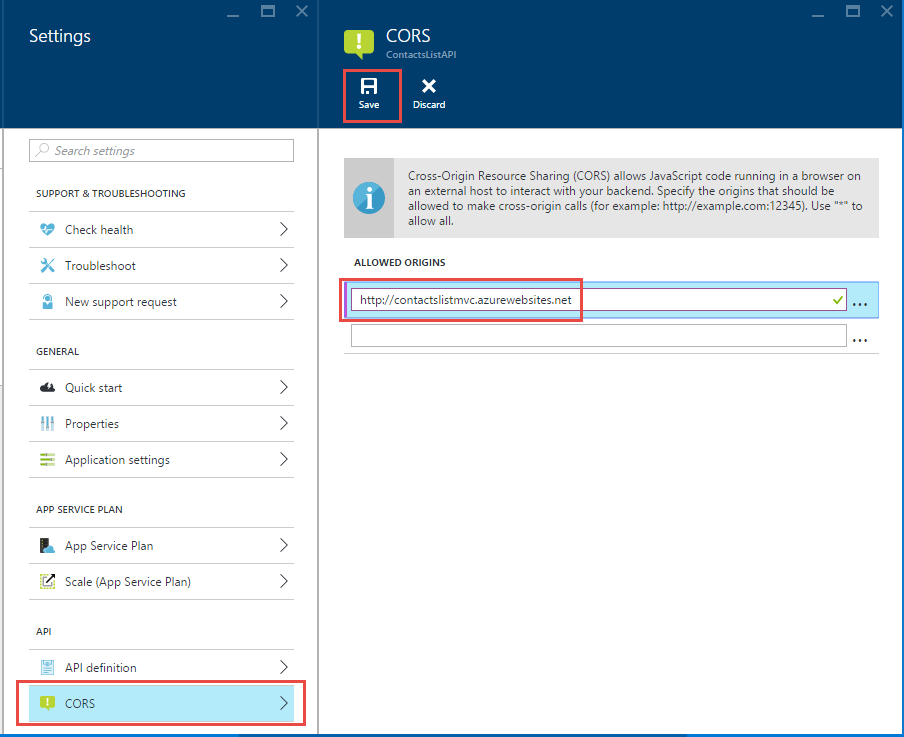 Settings
Search settings
SUPPORT & TROUBLESHOOTING
Check health
Troubleshoot
New support request
GENERAL
Quick start
Properties
Application settings
APP SERVICE PLAN
App Service Plan
Scale (App Service Plan)
API
API definition
CORS
CORS
ContactsListAPI
Save
Discard
Cross-Origin Resource Sharing (CORS) allows JavaScript code running in a browser on
an external host to interact with your backend. Specify the origins that should be
allowed to make cross-origin calls (for example: http://example.com:12345). Use "*" to
allow all.
ALLOWED ORIGINS
http://contactslistmvc.azurewebsites.net
...
...